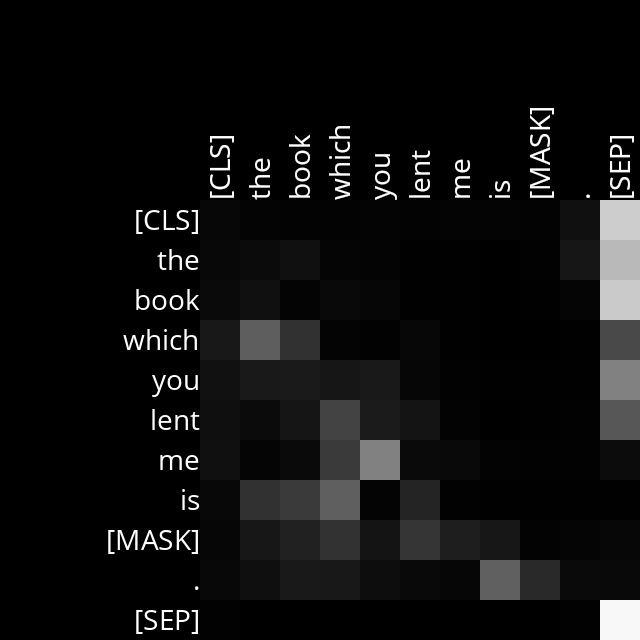 [CLS] the book which you lent me is [MASK] . [SEP]
[CLS]
the
book
which
you
lent
me
is
[MASK]
.
[SEP]